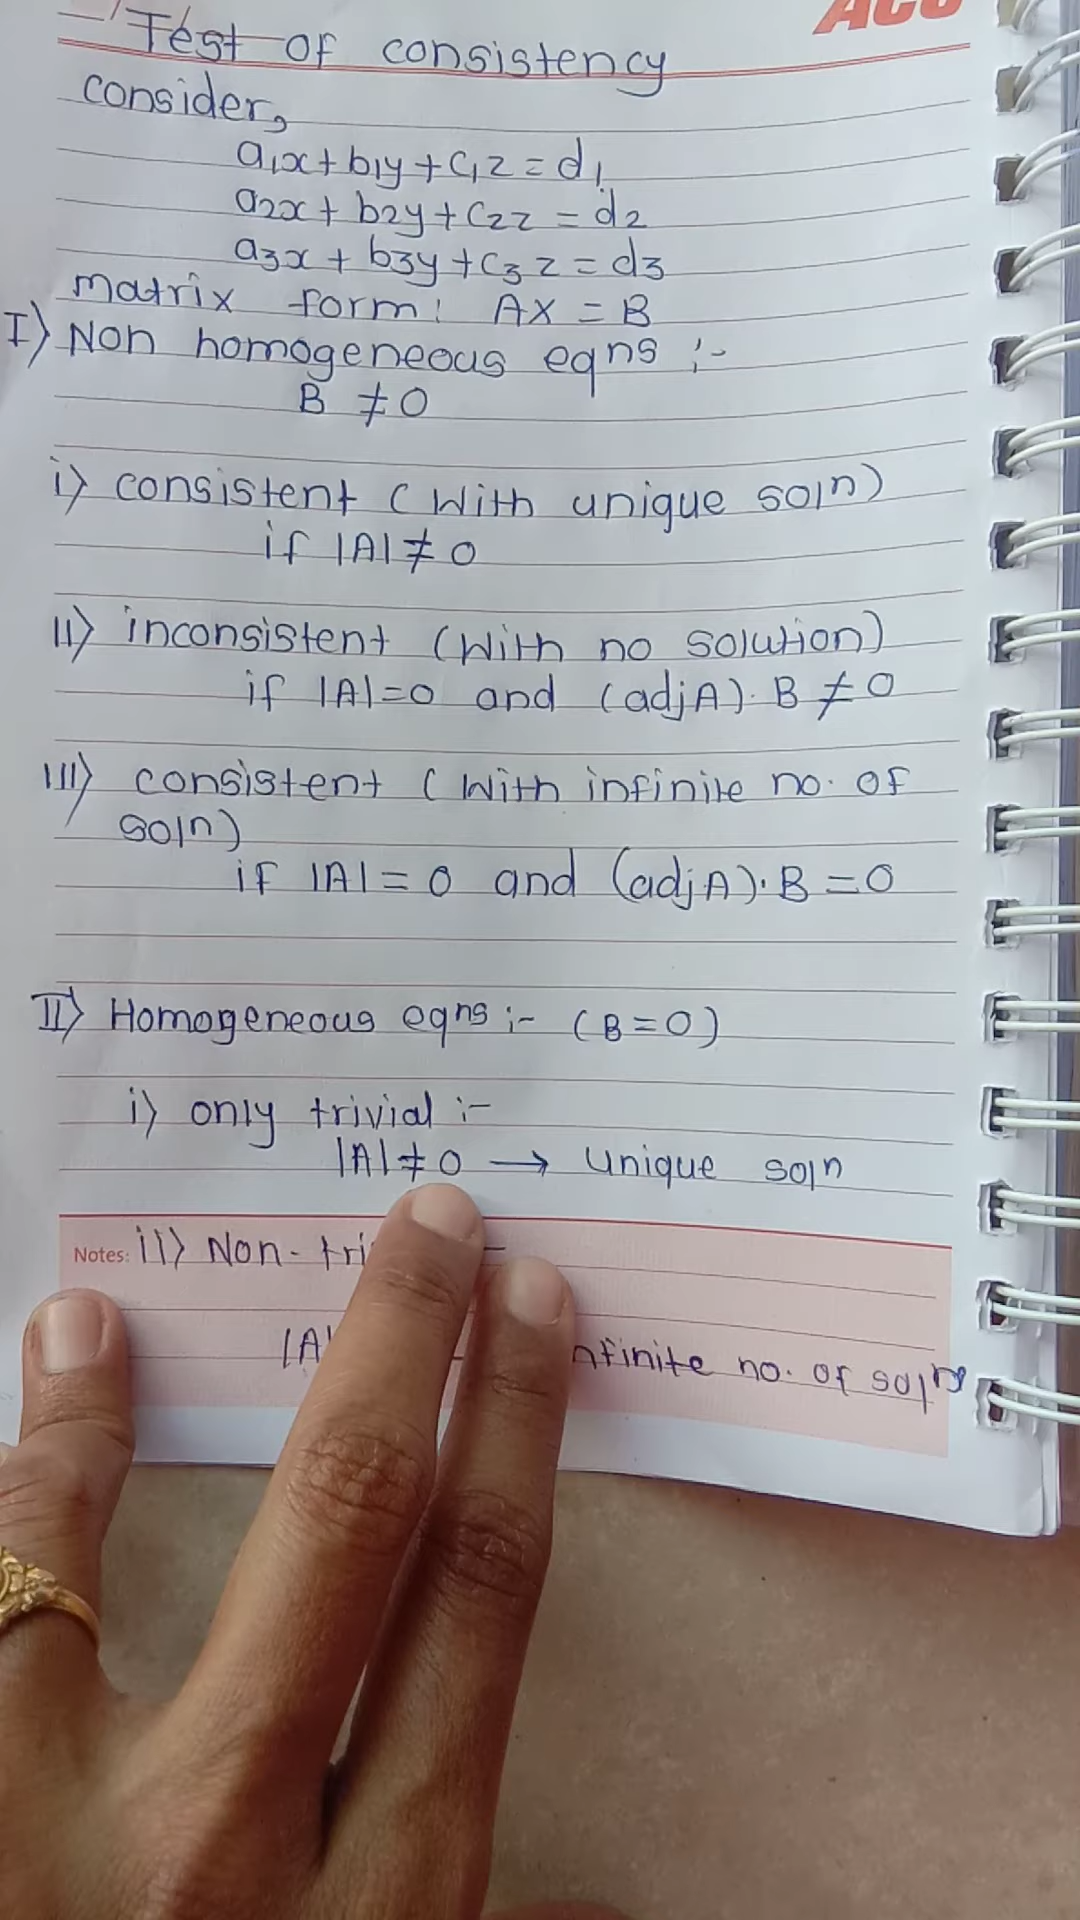 Test of consistency
consider,
a1x + b1y + c1z = d1
a2x + b2y + c2z = d2
a3x + b3y + c3z = d3
matrix form: AX = B
I) Non homogeneous eqns :-
B ≠ 0
i) consistent (With unique soln)
if |A| ≠ 0
ii) inconsistent (With no solution)
if |A|=0 and (adjA). B ≠ 0
iii) consistent (With infinite no. of
soln)
if |A| = 0 and (adjA). B = 0
II) Homogeneous eqns :- (B=0)
i) only trivial :-
|A| ≠ 0 → unique soln
Notes: ii) Non-
|A| no. of solns